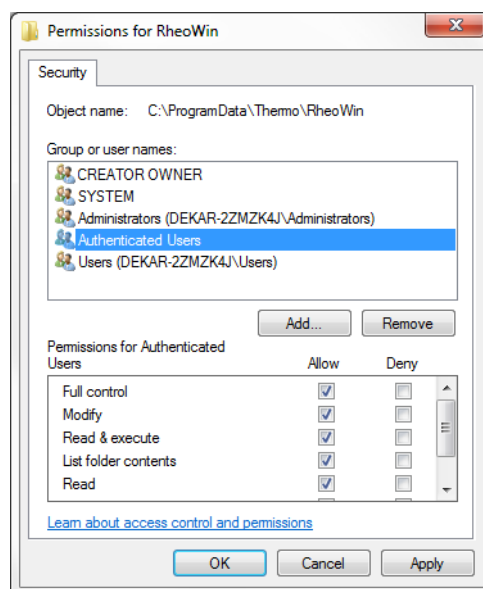 Permissions for RheoWin
Security
Object name: C:\ProgramData\Thermo\RheoWin
Group or user names:
CREATOR OWNER
SYSTEM
Administrators (DEKAR-2ZMZK4J\Administrators)
Authenticated Users
Users (DEKAR-2ZMZK4J\Users)
Add... Remove
Permissions for Authenticated
Users Allow Deny
Full control
Modify
Read & execute
List folder contents
Read
Learn about access control and permissions
OK Cancel Apply